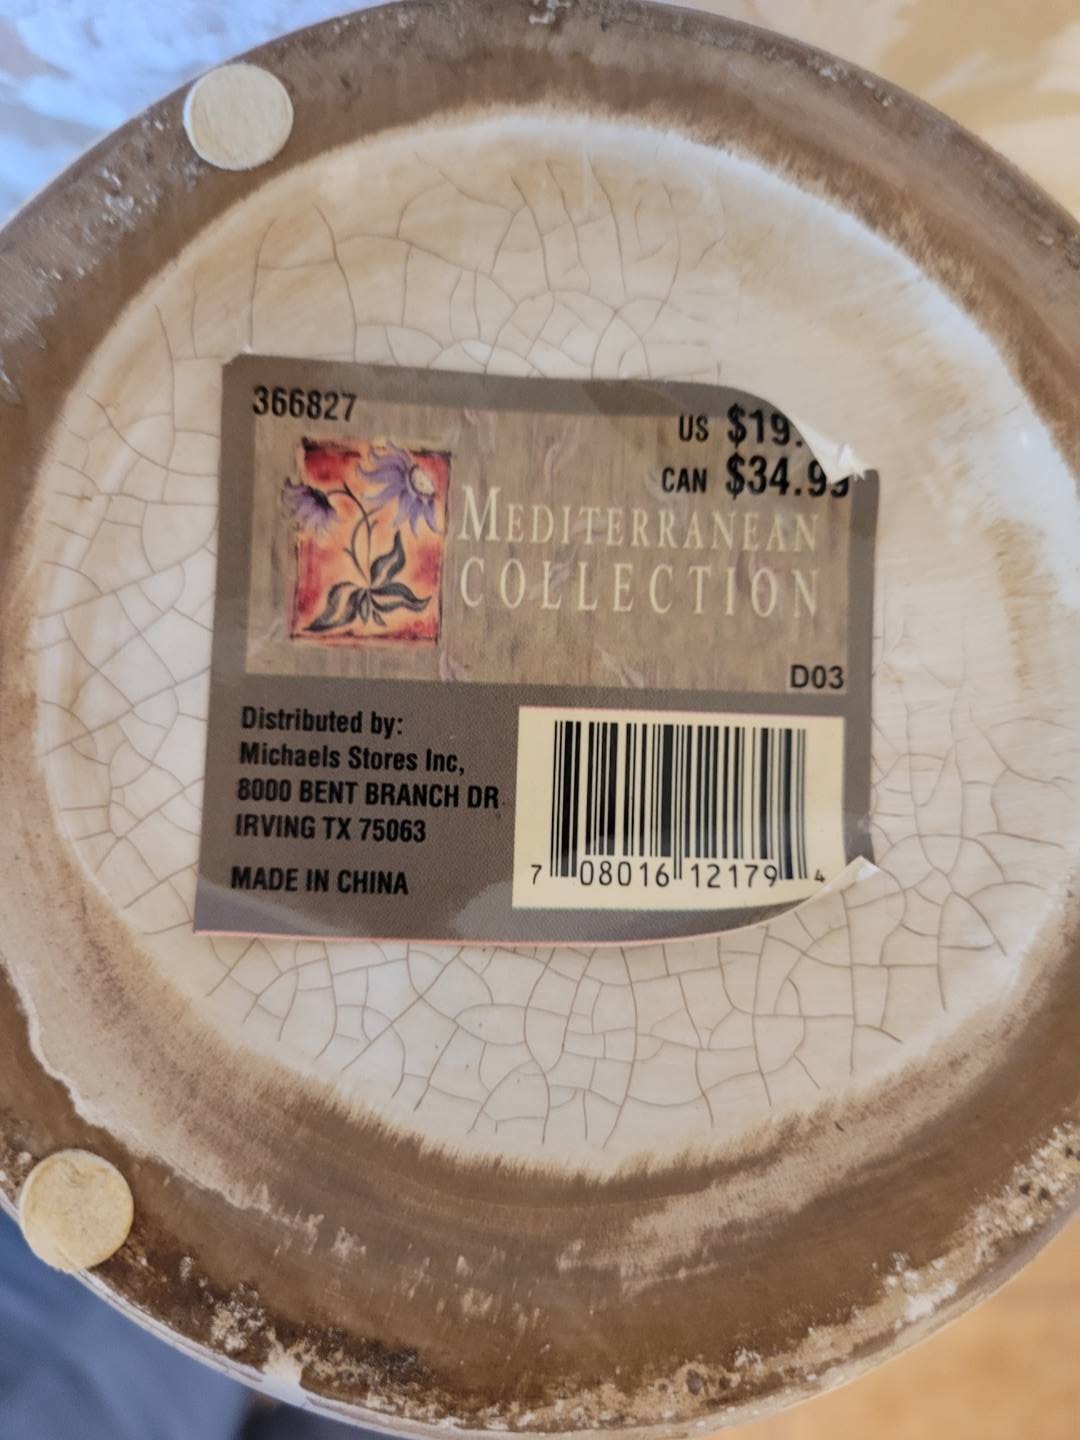 366827
US $19.
CAN $34.99
MEDITERRANEAN
COLLECTION
D03
Distributed by:
Michaels Stores Inc,
8000 BENT BRANCH DR
IRVING TX 75063
MADE IN CHINA
7 08016 12179 4